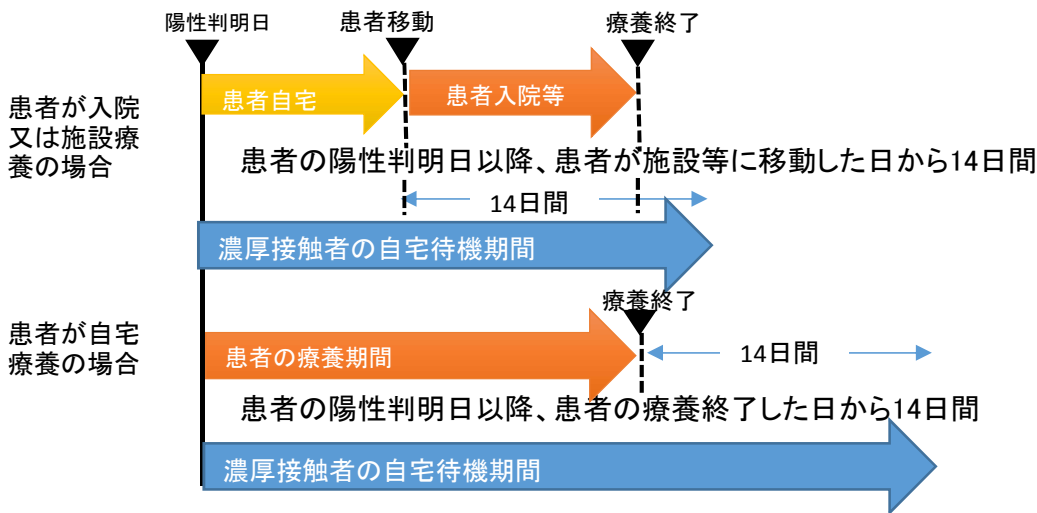 陽性判明日
患者移動
療養終了
患者が入院
又は施設療
養の場合
患者自宅
患者入院等
患者の陽性判明日以降、患者が施設等に移動した日から14日間
14日間
濃厚接触者の自宅待機期間
療養終了
患者が自宅
療養の場合
患者の療養期間
14日間
患者の陽性判明日以降、患者の療養終了した日から14日間
濃厚接触者の自宅待機期間